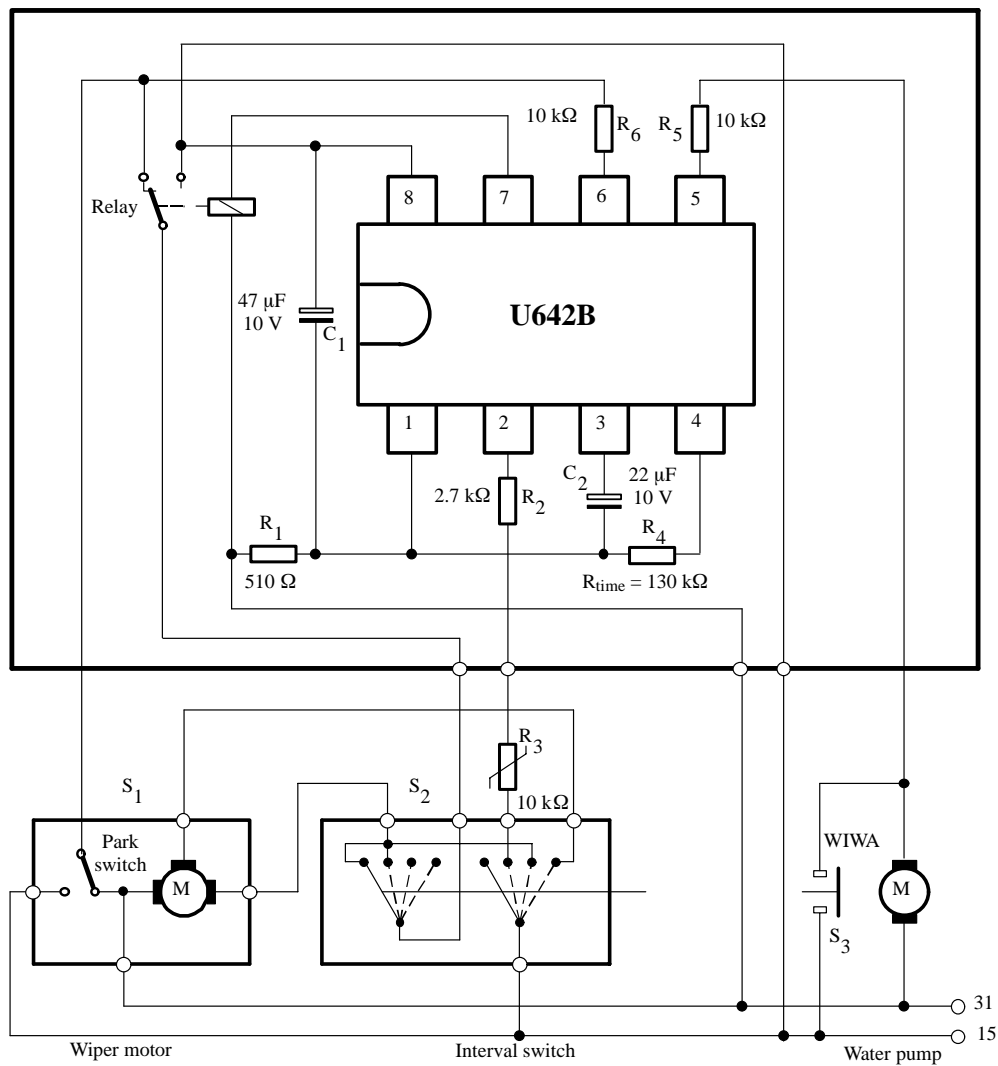 10 kΩ
R6
R5
10 kΩ
8
7
6
5
Relay
47 μF
10 V
C1
U642B
1
2
3
4
C2
22 μF
10 V
2.7 kΩ
R2
R1
R4
510 Ω
Rtime = 130 kΩ
R3
S1
S2
10 kΩ
Park
switch
M
WIWA
M
S3
31
15
Wiper motor
Interval switch
Water pump